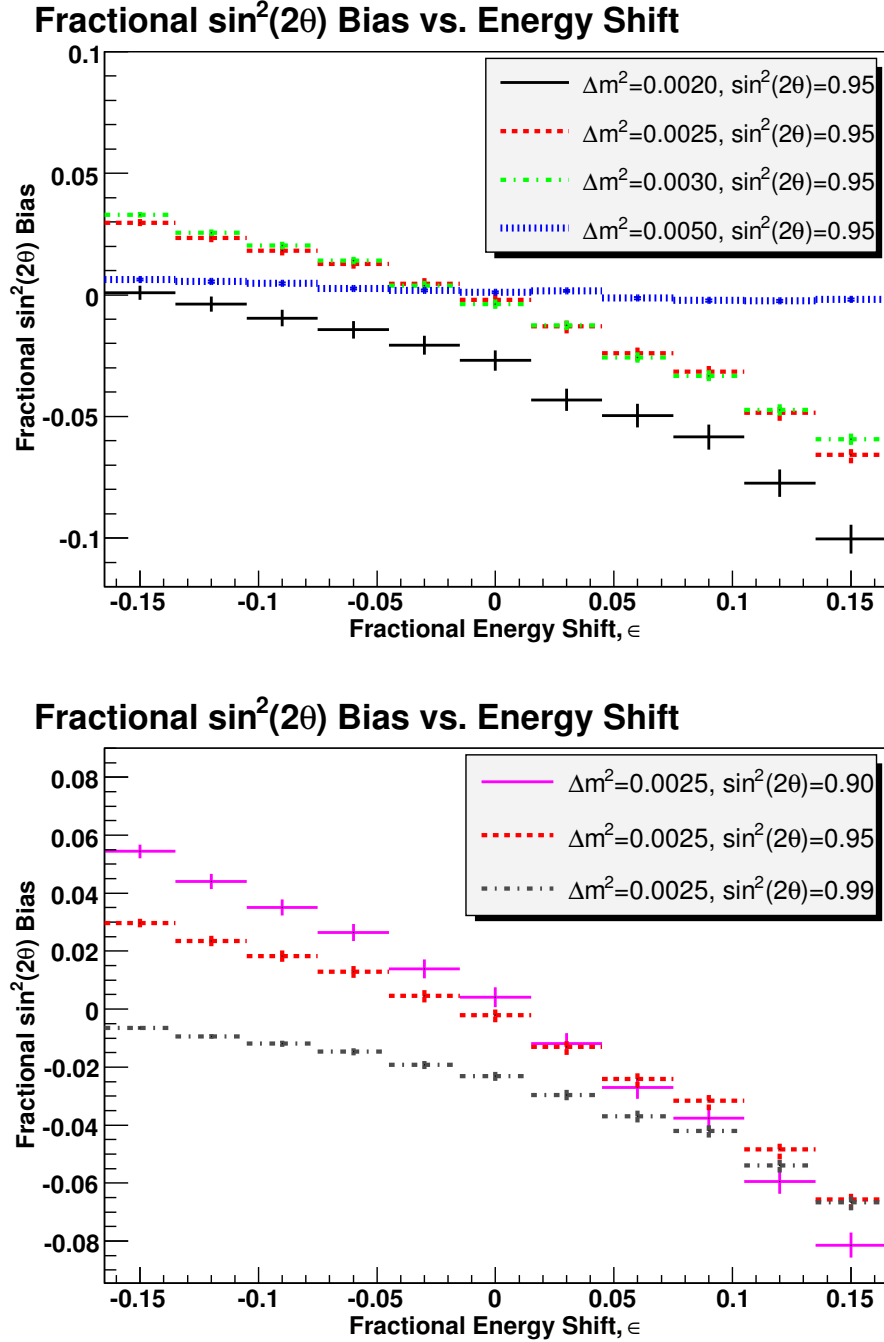 Fractional sin²(2θ) Bias vs. Energy Shift
0.1
0.05
0
-0.05
-0.1
Fractional sin²(2θ) Bias
Δm²=0.0020, sin²(2θ)=0.95
Δm²=0.0025, sin²(2θ)=0.95
Δm²=0.0030, sin²(2θ)=0.95
Δm²=0.0050, sin²(2θ)=0.95
-0.15 -0.1 -0.05 0 0.05 0.1 0.15
Fractional Energy Shift, ∈
Fractional sin²(2θ) Bias vs. Energy Shift
0.08
0.06
0.04
0.02
0
-0.02
-0.04
-0.06
-0.08
Fractional sin²(2θ) Bias
Δm²=0.0025, sin²(2θ)=0.90
Δm²=0.0025, sin²(2θ)=0.95
Δm²=0.0025, sin²(2θ)=0.99
-0.15 -0.1 -0.05 0 0.05 0.1 0.15
Fractional Energy Shift, ∈